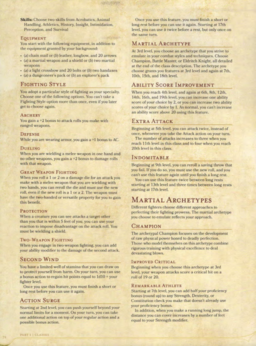 Skills: Choose two skills from Acrobatics, Animal
Handling, Athletics, History, Insight, Intimidation,
Perception, and Survival
EQUIPMENT
You start with the following equipment, in addition to
the equipment granted by your background:
• (a) chain mail or (b) leather, longbow, and 20 arrows
• (a) a martial weapon and a shield or (b) two martial
weapons
• (a) a light crossbow and 20 bolts or (b) two handaxes
• (a) a dungeoneer's pack or (b) an explorer's pack
FIGHTING STYLE
You adopt a particular style of fighting as your specialty.
Choose one of the following options. You can't take a
Fighting Style option more than once, even if you later
get to choose again.
ARCHERY
You gain a +2 bonus to attack rolls you make with
ranged weapons.
DEFENSE
While you are wearing armor, you gain a +1 bonus to AC.
DUELING
When you are wielding a melee weapon in one hand and
no other weapons, you gain a +2 bonus to damage rolls
with that weapon.
GREAT WEAPON FIGHTING
When you roll a 1 or 2 on a damage die for an attack you
make with a melee weapon that you are wielding with
two hands, you can reroll the die and must use the new
roll, even if the new roll is a 1 or a 2. The weapon must
have the two-handed or versatile property for you to gain
this benefit.
PROTECTION
When a creature you can see attacks a target other
than you that is within 5 feet of you, you can use your
reaction to impose disadvantage on the attack roll. You
must be wielding a shield.
TWO-WEAPON FIGHTING
When you engage in two-weapon fighting, you can add
your ability modifier to the damage of the second attack.
SECOND WIND
You have a limited well of stamina that you can draw on
to protect yourself from harm. On your turn, you can use
a bonus action to regain hit points equal to 1d10 + your
fighter level.
Once you use this feature, you must finish a short or
long rest before you can use it again.
ACTION SURGE
Starting at 2nd level, you can push yourself beyond your
normal limits for a moment. On your turn, you can take
one additional action on top of your regular action and a
possible bonus action.
Once you use this feature, you must finish a short or
long rest before you can use it again. Starting at 17th
level, you can use it twice before a rest, but only once on
the same turn.
MARTIAL ARCHETYPE
At 3rd level, you choose an archetype that you strive to
emulate in your combat styles and techniques. Choose
Champion, Battle Master, or Eldritch Knight, all detailed
at the end of the class description. The archetype you
choose grants you features at 3rd level and again at 7th,
10th, 15th, and 18th level.
ABILITY SCORE IMPROVEMENT
When you reach 4th level, and again at 6th, 8th, 12th,
14th, 16th, and 19th level, you can increase one ability
score of your choice by 2, or you can increase two ability
scores of your choice by 1. As normal, you can't increase
an ability score above 20 using this feature.
EXTRA ATTACK
Beginning at 5th level, you can attack twice, instead of
once, whenever you take the Attack action on your turn.
The number of attacks increases to three when you
reach 11th level in this class and to four when you reach
20th level in this class.
INDOMITABLE
Beginning at 9th level, you can reroll a saving throw that
you fail. If you do so, you must use the new roll, and you
can't use this feature again until you finish a long rest.
You can use this feature twice between long rests
starting at 13th level and three times between long rests
starting at 17th level.
MARTIAL ARCHETYPES
Different fighters choose different approaches to
perfecting their fighting prowess. The martial archetype
you choose to emulate reflects your approach.
CHAMPION
The archetypal Champion focuses on the development
of raw physical power honed to deadly perfection.
Those who model themselves on this archetype combine
rigorous training with physical excellence to deal
devastating blows.
IMPROVED CRITICAL
Beginning when you choose this archetype at 3rd
level, your weapon attacks score a critical hit on a
roll of 19 or 20.
REMARKABLE ATHLETE
Starting at 7th level, you can add half your proficiency
bonus (round up) to any Strength, Dexterity, or
Constitution check you make that doesn't already use
your proficiency bonus.
In addition, when you make a running long jump, the
distance you can cover increases by a number of feet
equal to your Strength modifier.